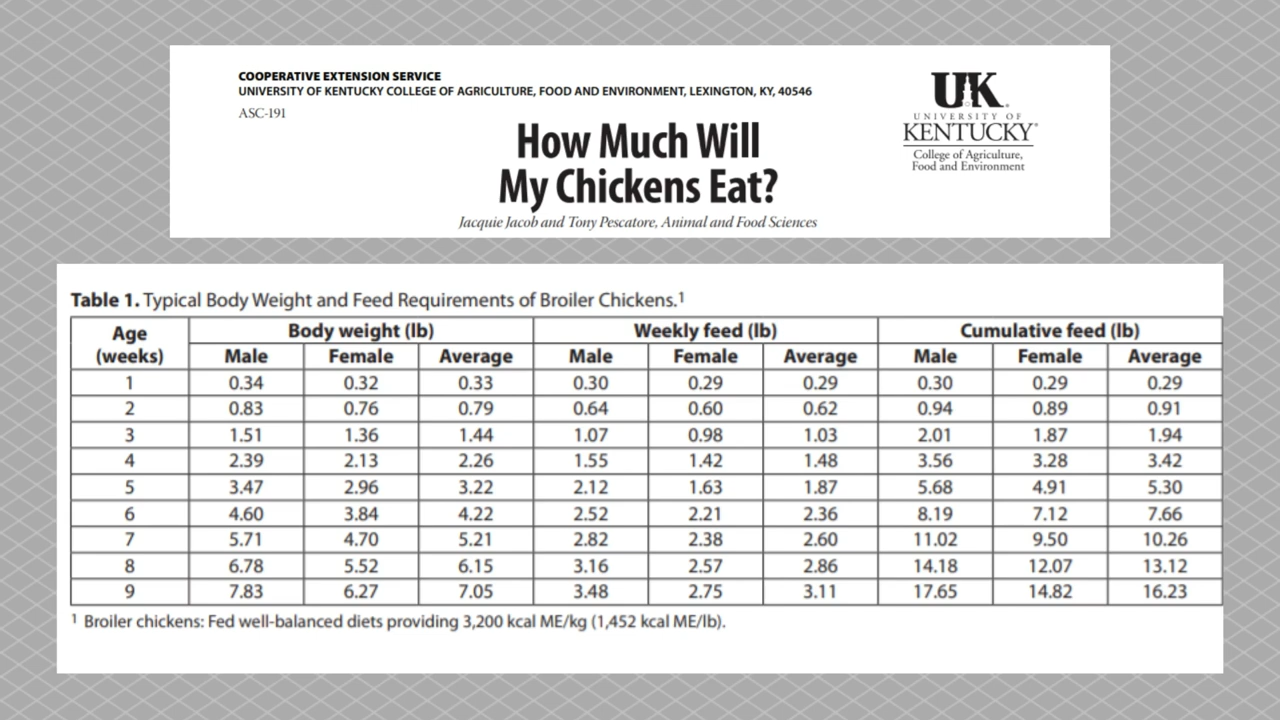 COOPERATIVE EXTENSION SERVICE
UNIVERSITY OF KENTUCKY COLLEGE OF AGRICULTURE, FOOD AND ENVIRONMENT, LEXINGTON, KY, 40546
ASC-191
How Much Will
My Chickens Eat?
Jacquie Jacob and Tony Pescatore, Animal and Food Sciences
UK
UNIVERSITY OF
KENTUCKY®
College of Agriculture,
Food and Environment
Table 1. Typical Body Weight and Feed Requirements of Broiler Chickens.¹
Age (weeks) Body weight (lb) Weekly feed (lb) Cumulative feed (lb)
Male Female Average Male Female Average Male Female Average
1 0.34 0.32 0.33 0.30 0.29 0.29 0.30 0.29 0.29
2 0.83 0.76 0.79 0.64 0.60 0.62 0.94 0.89 0.91
3 1.51 1.36 1.44 1.07 0.98 1.03 2.01 1.87 1.94
4 2.39 2.13 2.26 1.55 1.42 1.48 3.56 3.28 3.42
5 3.47 2.96 3.22 2.12 1.63 1.87 5.68 4.91 5.30
6 4.60 3.84 4.22 2.52 2.21 2.36 8.19 7.12 7.66
7 5.71 4.70 5.21 2.82 2.38 2.60 11.02 9.50 10.26
8 6.78 5.52 6.15 3.16 2.57 2.86 14.18 12.07 13.12
9 7.83 6.27 7.05 3.48 2.75 3.11 17.65 14.82 16.23
¹ Broiler chickens: Fed well-balanced diets providing 3,200 kcal ME/kg (1,452 kcal ME/lb).